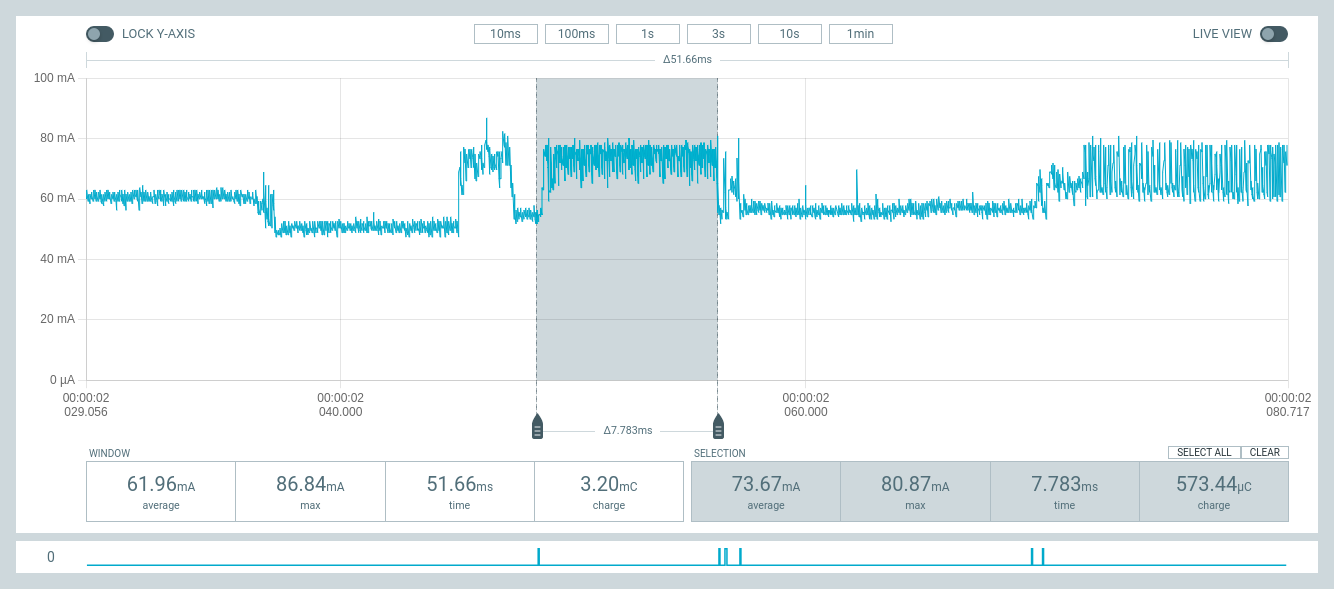 LOCK Y-AXIS 10ms 100ms 1s 3s 10s 1min LIVE VIEW
Δ51.66ms
100 mA
80 mA
60 mA
40 mA
20 mA
0 µA
00:00:02 00:00:02 00:00:02 00:00:02
029.056 040.000 060.000 080.717
Δ7.783ms
WINDOW SELECTION SELECT ALL CLEAR
61.96mA 86.84mA 51.66ms 3.20mC 73.67mA 80.87mA 7.783ms 573.44µC
average max time charge average max time charge
0